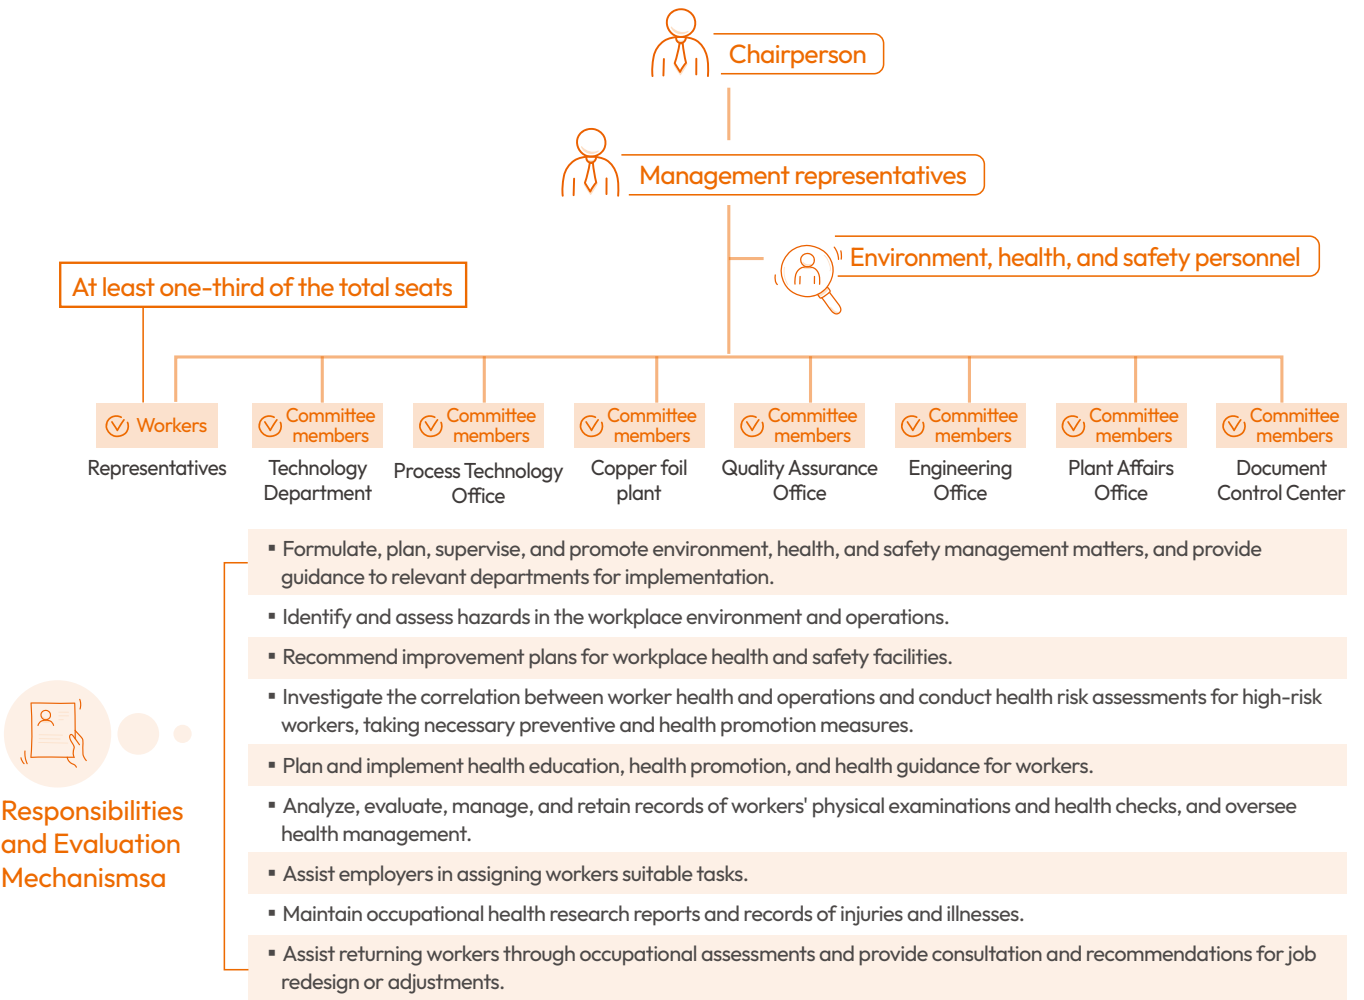 Chairperson
Management representatives
Environment, health, and safety personnel
At least one-third of the total seats
Workers
Representatives
Committee
members
Technology
Department
Committee
members
Process Technology
Office
Committee
members
Copper foil
plant
Committee
members
Quality Assurance
Office
Committee
members
Engineering
Office
Committee
members
Plant Affairs
Office
Committee
members
Document
Control Center
Responsibilities
and Evaluation
Mechanismsa
▪ Formulate, plan, supervise, and promote environment, health, and safety management matters, and provide
guidance to relevant departments for implementation.
▪ Identify and assess hazards in the workplace environment and operations.
▪ Recommend improvement plans for workplace health and safety facilities.
▪ Investigate the correlation between worker health and operations and conduct health risk assessments for high-risk
workers, taking necessary preventive and health promotion measures.
▪ Plan and implement health education, health promotion, and health guidance for workers.
▪ Analyze, evaluate, manage, and retain records of workers' physical examinations and health checks, and oversee
health management.
▪ Assist employers in assigning workers suitable tasks.
▪ Maintain occupational health research reports and records of injuries and illnesses.
▪ Assist returning workers through occupational assessments and provide consultation and recommendations for job
redesign or adjustments.